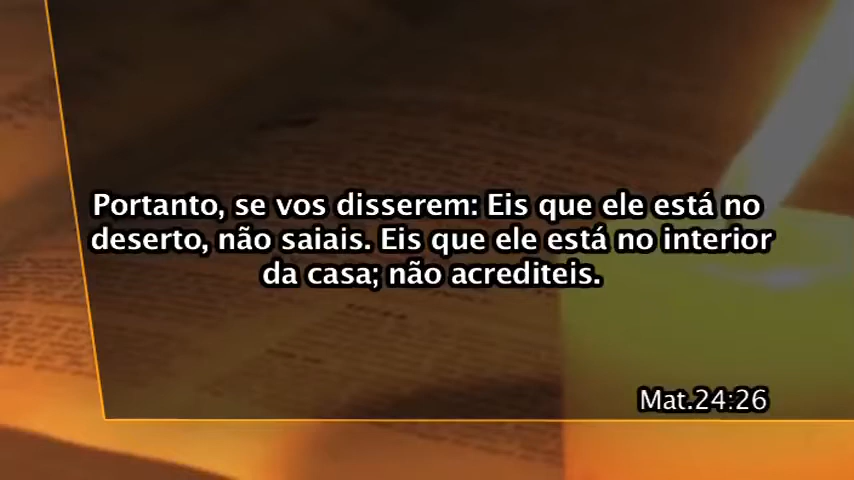 Portanto, se vos disserem: Eis que ele está no
deserto, não saiais. Eis que ele está no interior
da casa; não acrediteis.
Mat.24:26